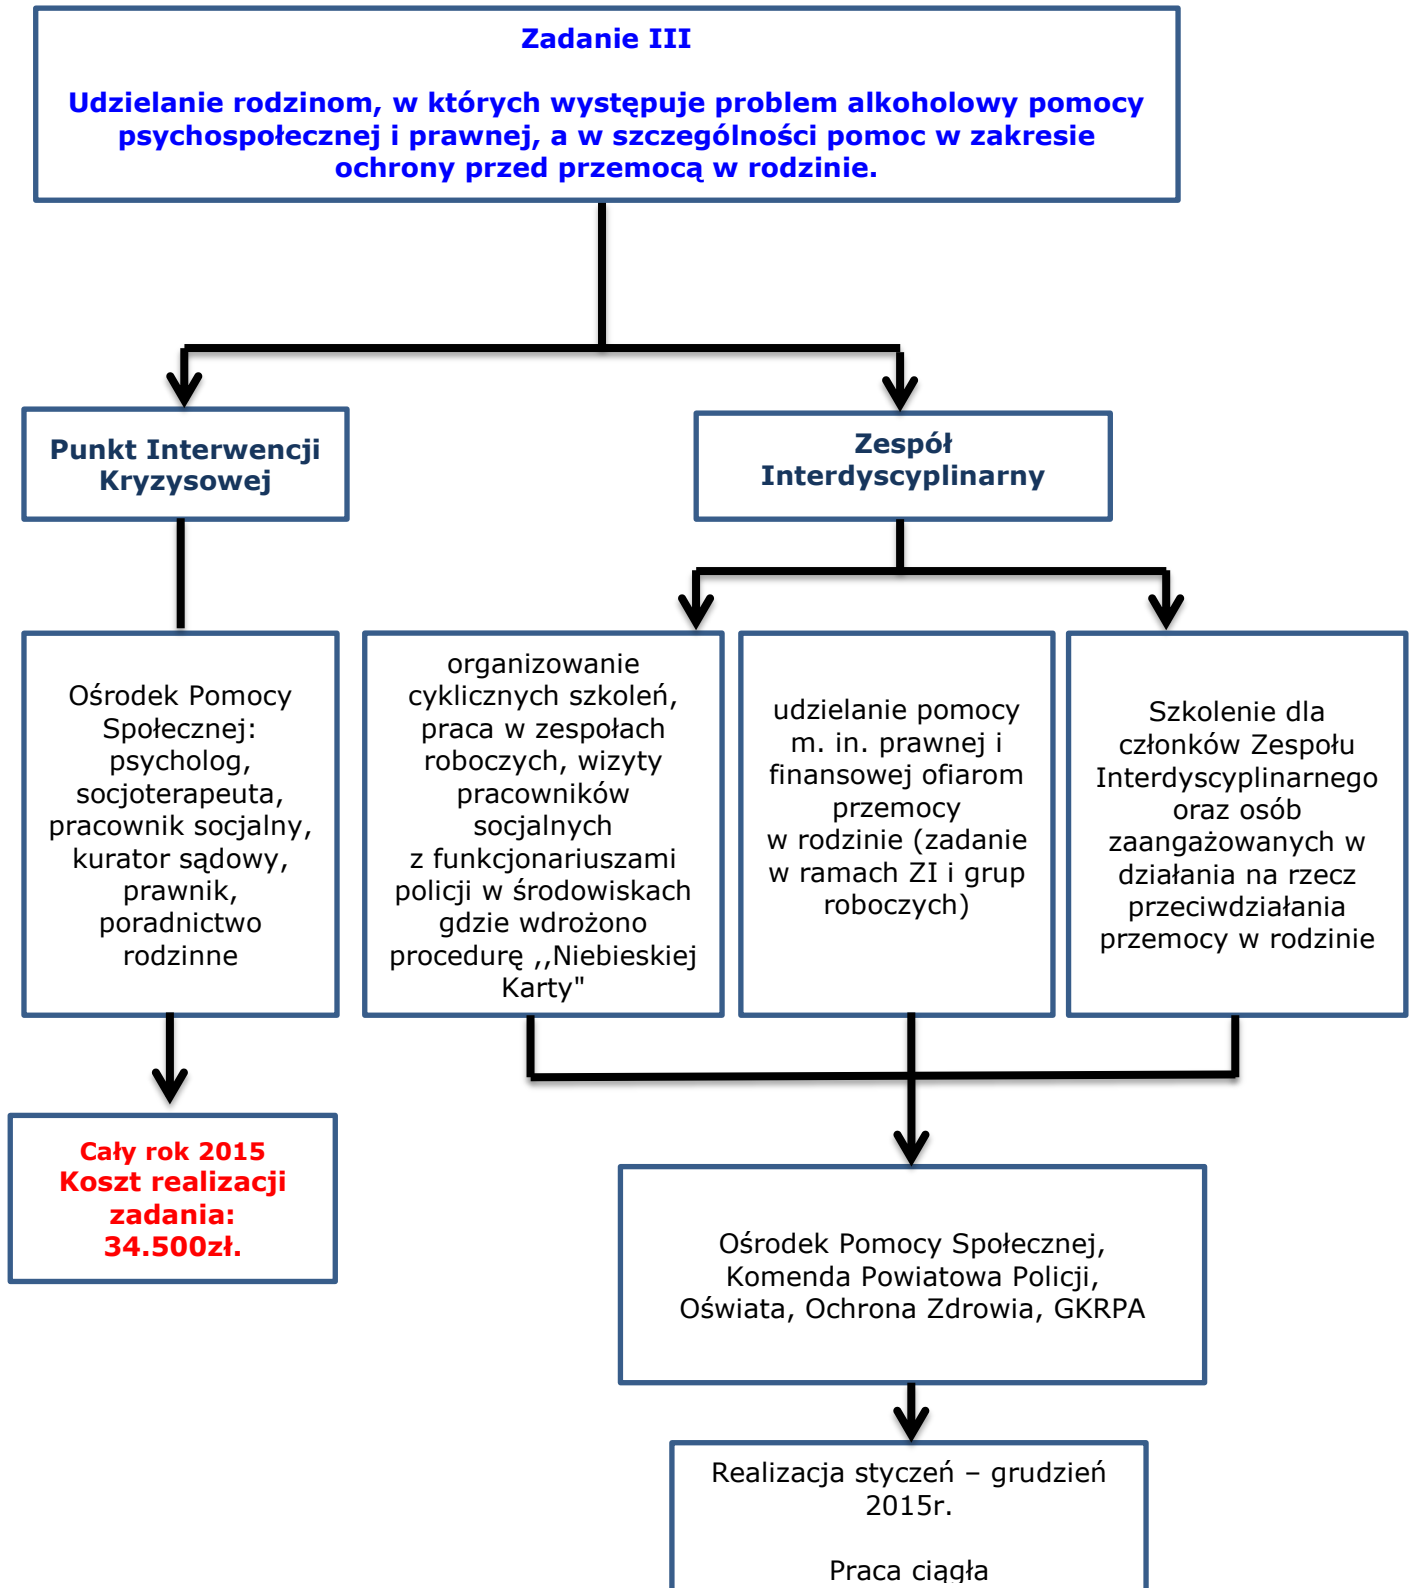 Zadanie III
Udzielanie rodzinom, w których występuje problem alkoholowy pomocy
psychospołecznej i prawnej, a w szczególności pomoc w zakresie
ochrony przed przemocą w rodzinie.
Punkt Interwencji
Kryzysowej
Zespół
Interdyscyplinarny
Ośrodek Pomocy
Społecznej:
psycholog,
socjoterapeuta,
pracownik socjalny,
kurator sądowy,
prawnik,
poradnictwo
rodzinne
organizowanie
cyklicznych szkoleń,
praca w zespołach
roboczych, wizyty
pracowników
socjalnych
z funkcjonariuszami
policji w środowiskach
gdzie wdrożono
procedurę ,,Niebieskiej
Karty"
udzielanie pomocy
m. in. prawnej i
finansowej ofiarom
przemocy
w rodzinie (zadanie
w ramach ZI i grup
roboczych)
Szkolenie dla
członków Zespołu
Interdyscyplinarnego
oraz osób
zaangażowanych w
działania na rzecz
przeciwdziałania
przemocy w rodzinie
Cały rok 2015
Koszt realizacji
zadania:
34.500zł.
Ośrodek Pomocy Społecznej,
Komenda Powiatowa Policji,
Oświata, Ochrona Zdrowia, GKRPA
Realizacja styczeń – grudzień
2015r.
Praca ciągła